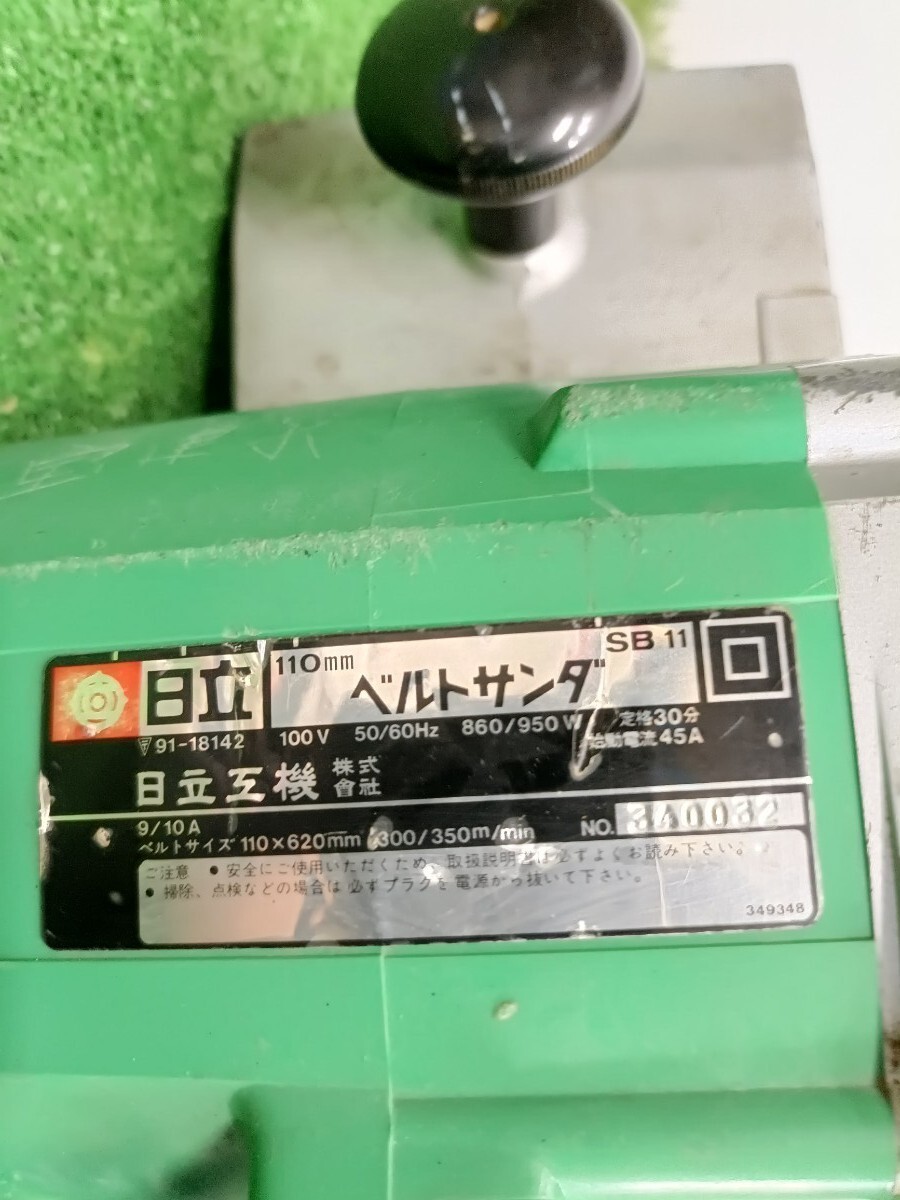 日立
110mm
ベルトサンダ
SB 11
▽91-18142
100V 50/60Hz 860/950W 定格30分
始動電流45A
日立工機 株式會社
9/10A
ベルトサイズ 110×620mm 300/350m/min
NO. 340032
ご注意 ●安全にご使用いただくため、取扱説明書は必ずよくお読み下さい。
●掃除、点検などの場合は必ずプラグを電源から抜いて下さい。
349348